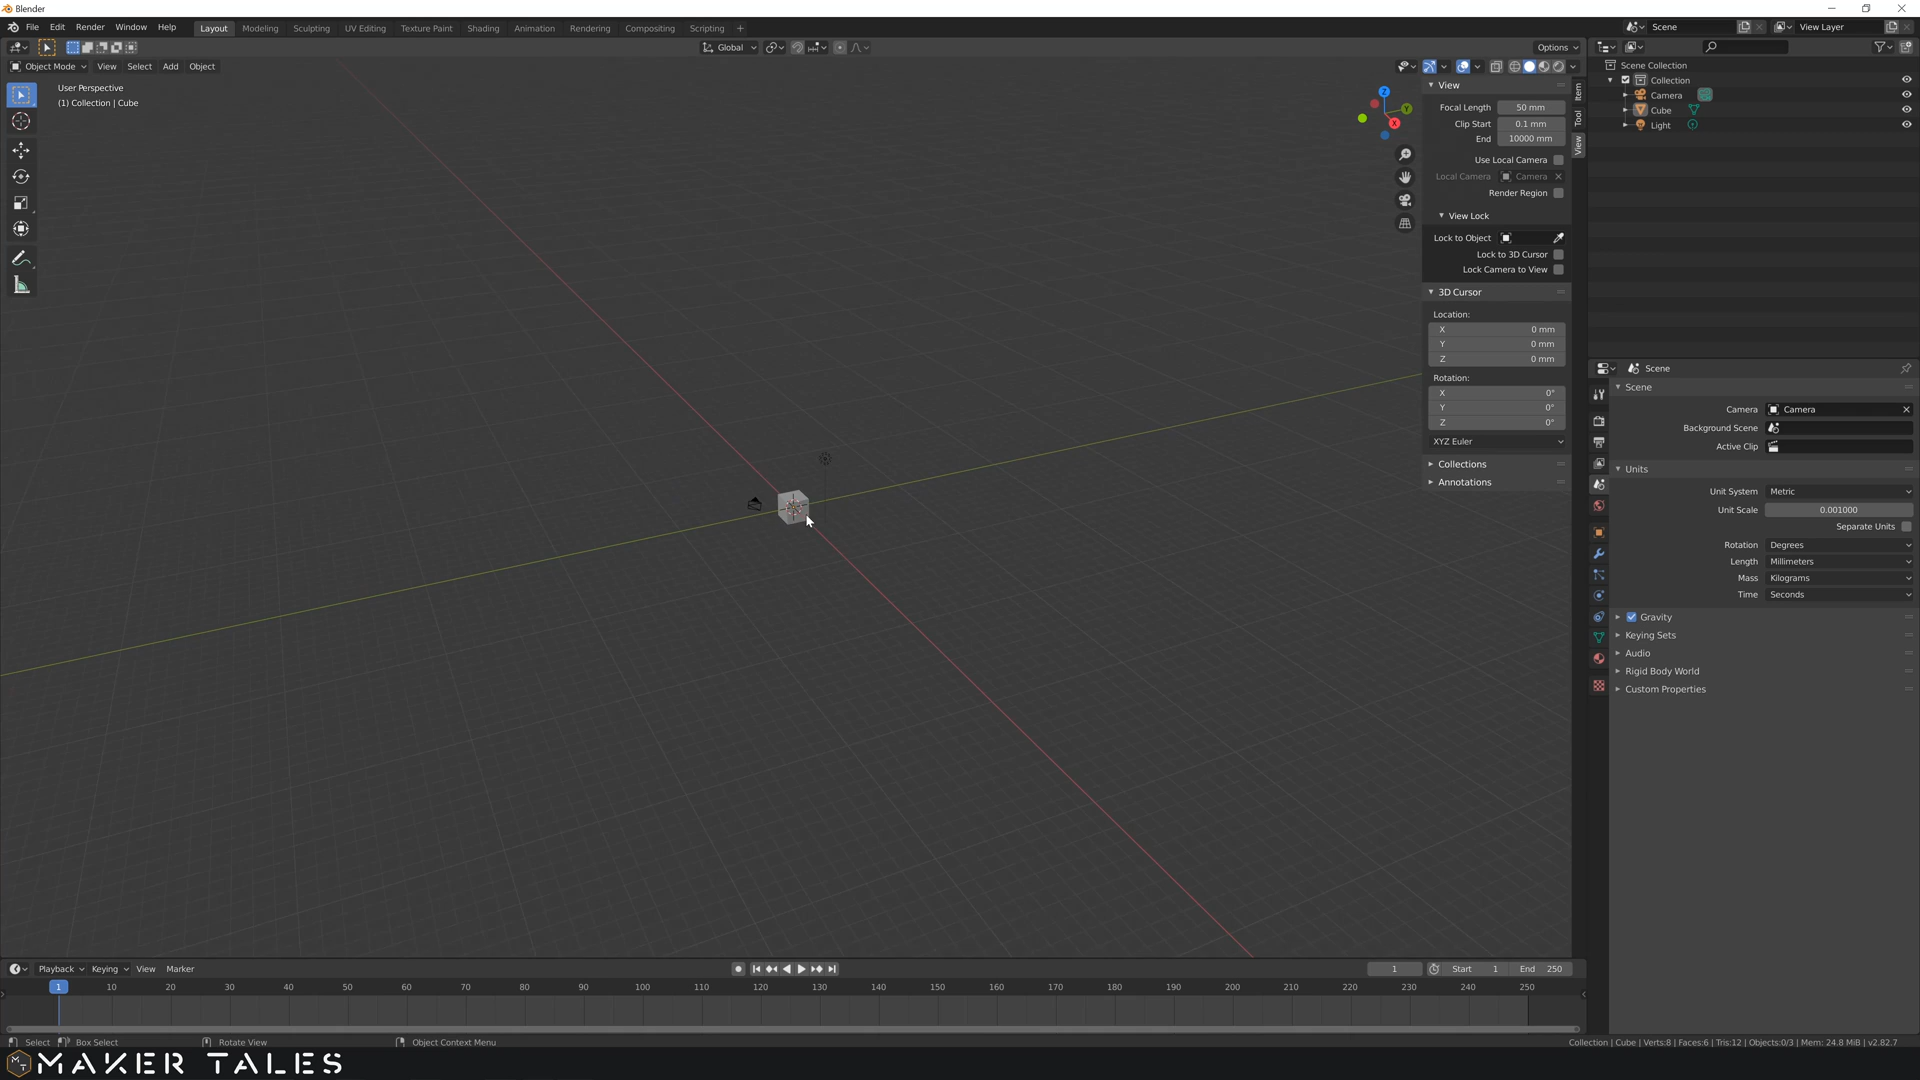 Blender
File Edit Render Window Help Layout Modeling Sculpting UV Editing Texture Paint Shading Animation Rendering Compositing Scripting + Scene View Layer
Global Options
Object Mode View Select Add Object
User Perspective
(1) Collection | Cube
Z
Y
X
View
Focal Length 50 mm
Clip Start 0.1 mm
End 10000 mm
Use Local Camera
Local Camera Camera
Render Region
View Lock
Lock to Object
Lock to 3D Cursor
Lock Camera to View
3D Cursor
Location:
X 0 mm
Y 0 mm
Z 0 mm
Rotation:
X 0°
Y 0°
Z 0°
XYZ Euler
Collections
Annotations
Item
Tool
View
Scene Collection
Collection
Camera
Cube
Light
Scene
Scene
Camera Camera
Background Scene
Active Clip
Units
Unit System Metric
Unit Scale 0.001000
Separate Units
Rotation Degrees
Length Millimeters
Mass Kilograms
Time Seconds
Gravity
Keying Sets
Audio
Rigid Body World
Custom Properties
Playback Keying View Marker 1 Start 1 End 250
1 10 20 30 40 50 60 70 80 90 100 110 120 130 140 150 160 170 180 190 200 210 220 230 240 250
Select Box Select Rotate View Object Context Menu Collection | Cube | Verts:8 | Faces:6 | Tris:12 | Objects:0/3 | Mem: 24.8 MiB | v2.82.7
MAKER TALES